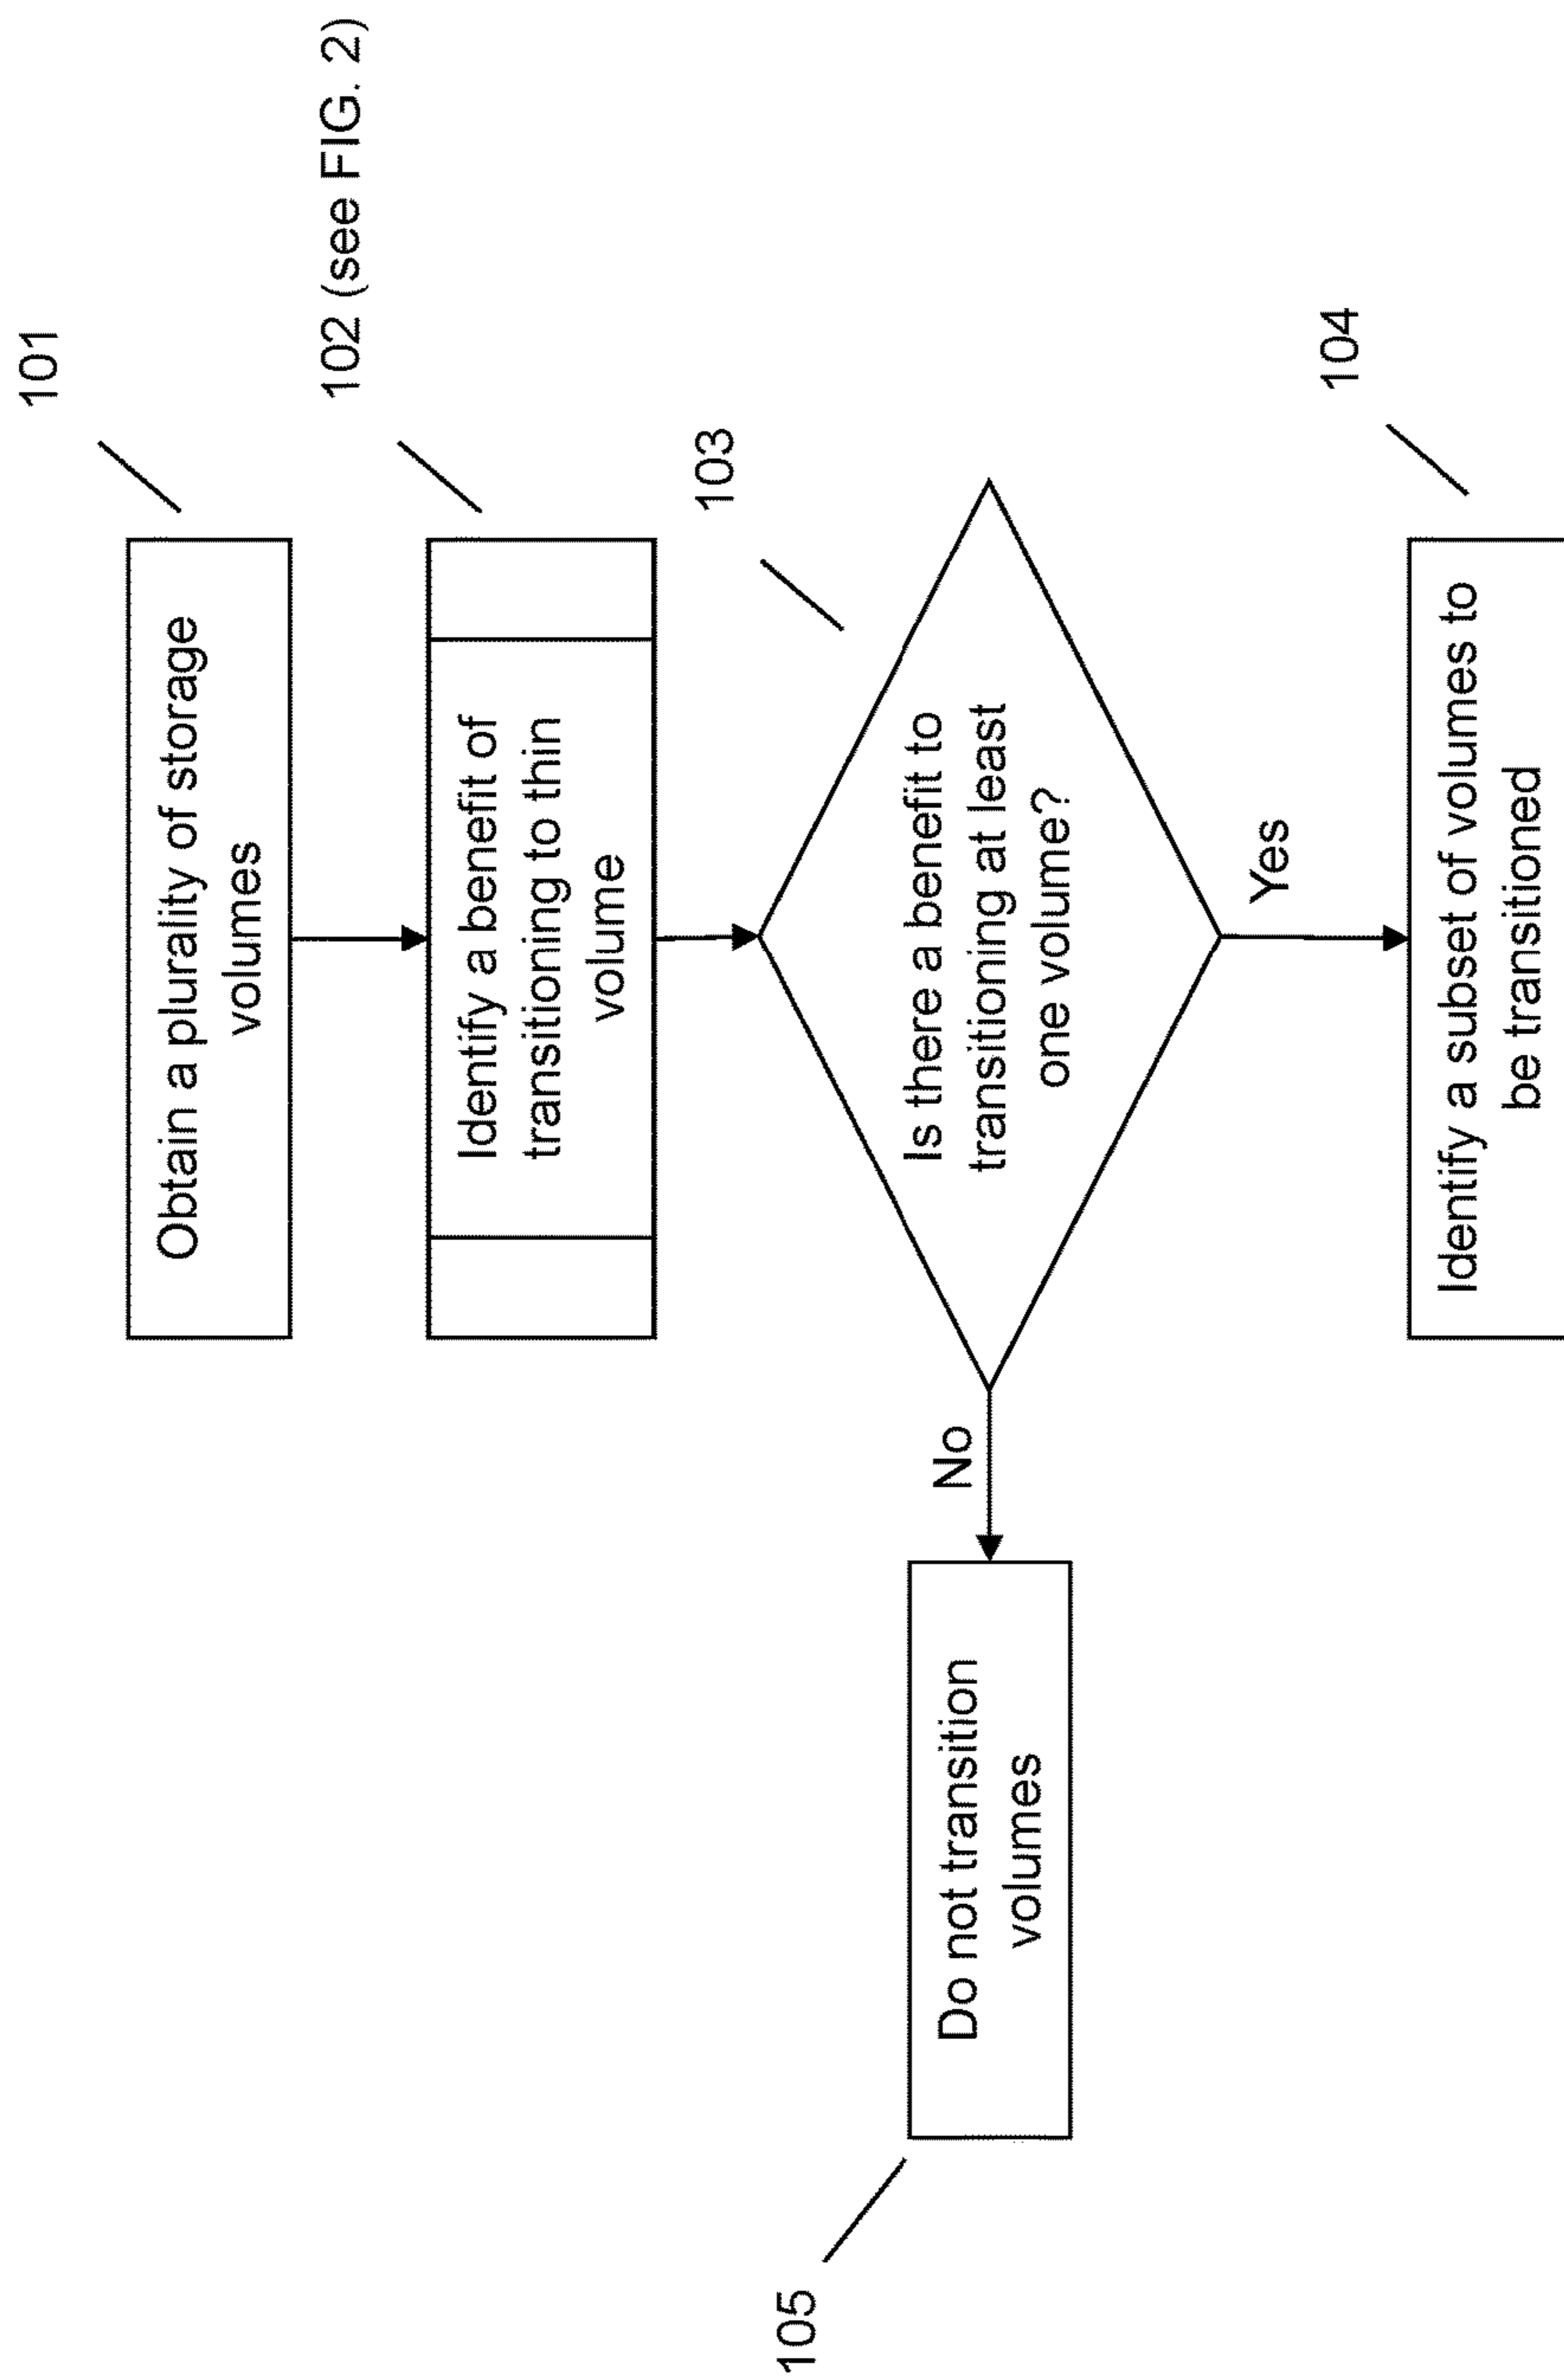 101
Obtain a plurality of storage
volumes
102 (see FIG. 2)
Identify a benefit of
transitioning to thin
volume
103
Is there a benefit to
transitioning at least
one volume?
No
Yes
105
Do not transition
volumes
104
Identify a subset of volumes to
be transitioned